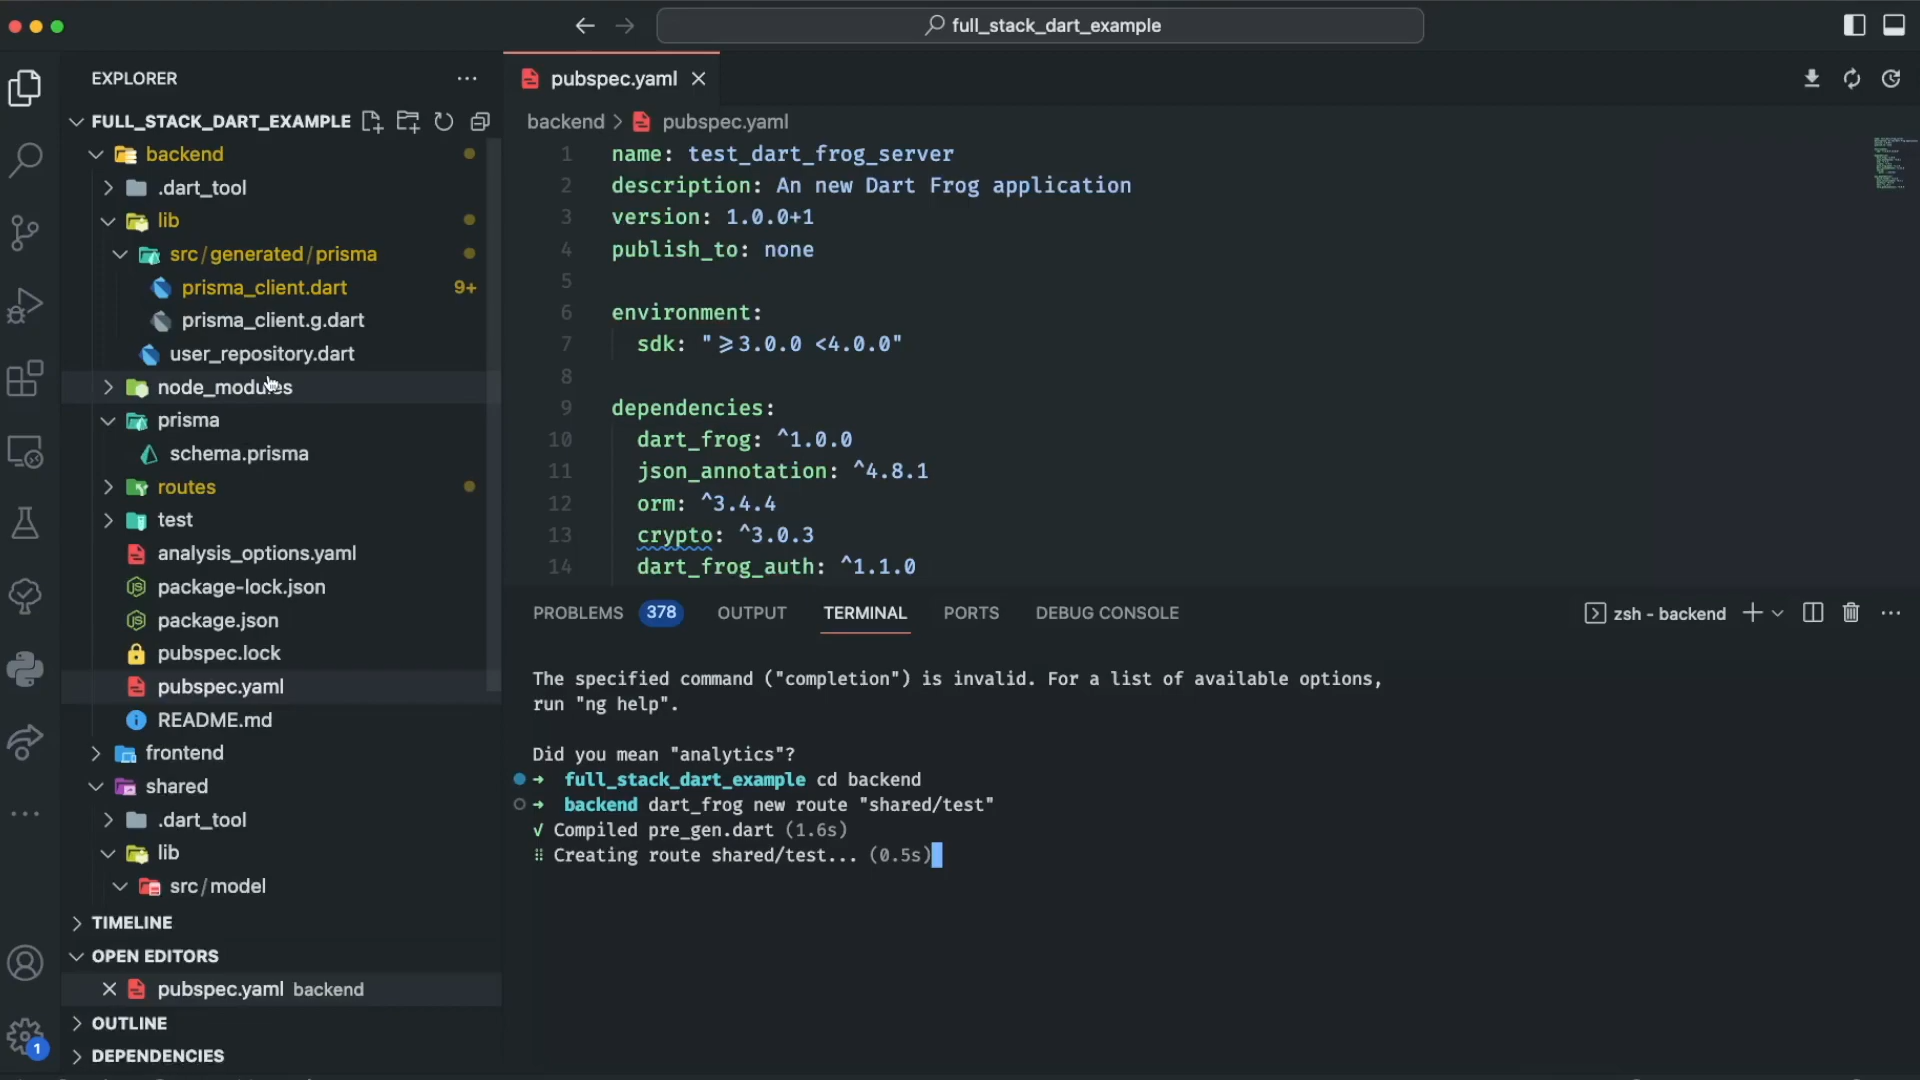 full_stack_dart_example
EXPLORER
FULL_STACK_DART_EXAMPLE
backend
.dart_tool
lib
src/generated/prisma
prisma_client.dart 9+
prisma_client.g.dart
user_repository.dart
node_modules
prisma
schema.prisma
routes
test
analysis_options.yaml
package-lock.json
package.json
pubspec.lock
pubspec.yaml
README.md
frontend
shared
.dart_tool
lib
src/model
TIMELINE
OPEN EDITORS
pubspec.yaml backend
OUTLINE
DEPENDENCIES
1
pubspec.yaml
backend > pubspec.yaml
1 name: test_dart_frog_server
2 description: An new Dart Frog application
3 version: 1.0.0+1
4 publish_to: none
5
6 environment:
7 sdk: ">=3.0.0 <4.0.0"
8
9 dependencies:
10 dart_frog: ^1.0.0
11 json_annotation: ^4.8.1
12 orm: ^3.4.4
13 crypto: ^3.0.3
14 dart_frog_auth: ^1.1.0
PROBLEMS 378 OUTPUT TERMINAL PORTS DEBUG CONSOLE zsh - backend
The specified command ("completion") is invalid. For a list of available options,
run "ng help".
Did you mean "analytics"?
→ full_stack_dart_example cd backend
→ backend dart_frog new route "shared/test"
✓ Compiled pre_gen.dart (1.6s)
⠿ Creating route shared/test... (0.5s)